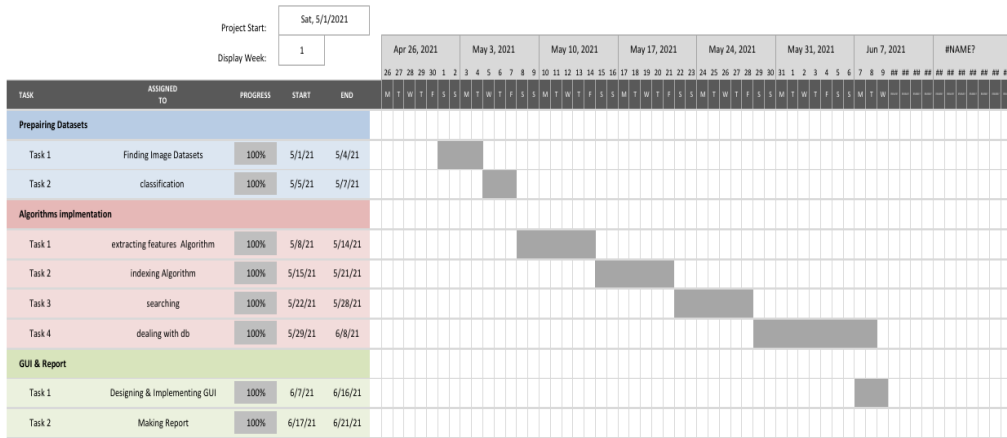 Project Start: Sat, 5/1/2021
Display Week: 1
Apr 26, 2021 May 3, 2021 May 10, 2021 May 17, 2021 May 24, 2021 May 31, 2021 Jun 7, 2021 #NAME?
26 27 28 29 30 1 2 3 4 5 6 7 8 9 10 11 12 13 14 15 16 17 18 19 20 21 22 23 24 25 26 27 28 29 30 31 1 2 3 4 5 6 7 8 9 ## ## ## ## ## ## ## ## ## ## #
TASK ASSIGNED TO PROGRESS START END M T W T F S S M T W T F S S M T W T F S S M T W T F S S M T W T F S S M T W T F S S M T W
Prepairing Datasets
Task 1 Finding Image Datasets 100% 5/1/21 5/4/21
Task 2 classification 100% 5/5/21 5/7/21
Algorithms implmentation
Task 1 extracting features Algorithm 100% 5/8/21 5/14/21
Task 2 indexing Algorithm 100% 5/15/21 5/21/21
Task 3 searching 100% 5/22/21 5/28/21
Task 4 dealing with db 100% 5/29/21 6/8/21
GUI & Report
Task 1 Designing & Implementing GUI 100% 6/7/21 6/16/21
Task 2 Making Report 100% 6/17/21 6/21/21